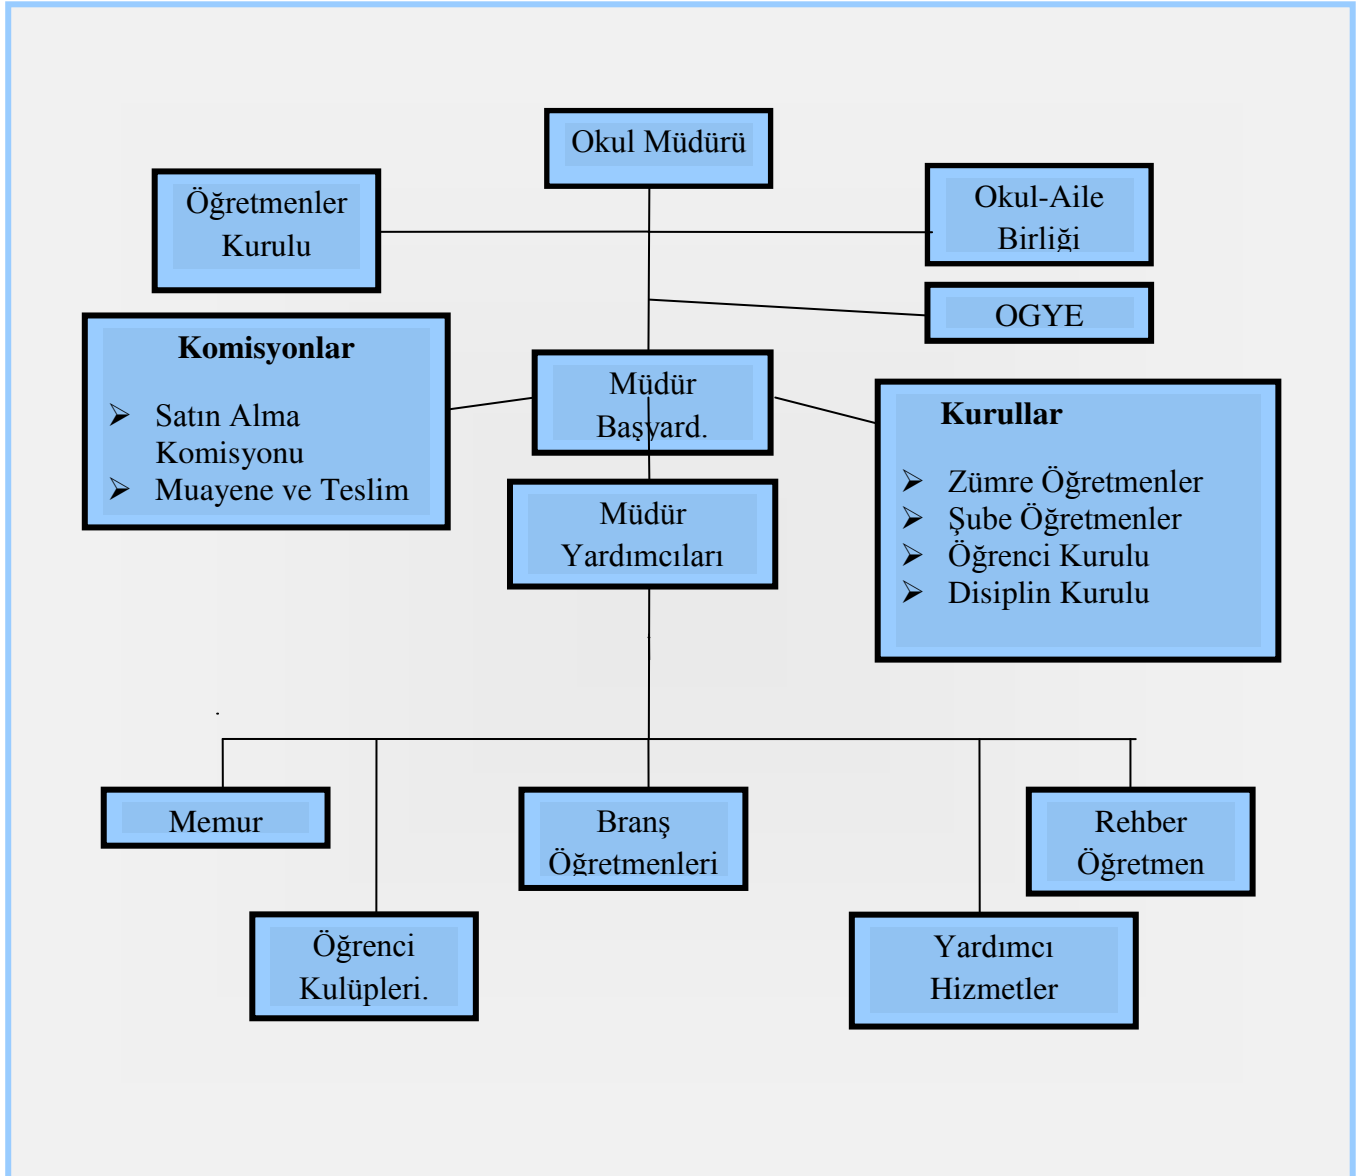 Okul Müdürü
Öğretmenler
Kurulu
Okul-Aile
Birliği
OGYE
Komisyonlar
➢ Satın Alma
Komisyonu
➢ Muayene ve Teslim
Müdür
Başyard.
Kurullar
➢ Zümre Öğretmenler
➢ Şube Öğretmenler
➢ Öğrenci Kurulu
➢ Disiplin Kurulu
Müdür
Yardımcıları
Memur
Branş
Öğretmenleri
Rehber
Öğretmen
Öğrenci
Kulüpleri.
Yardımcı
Hizmetler